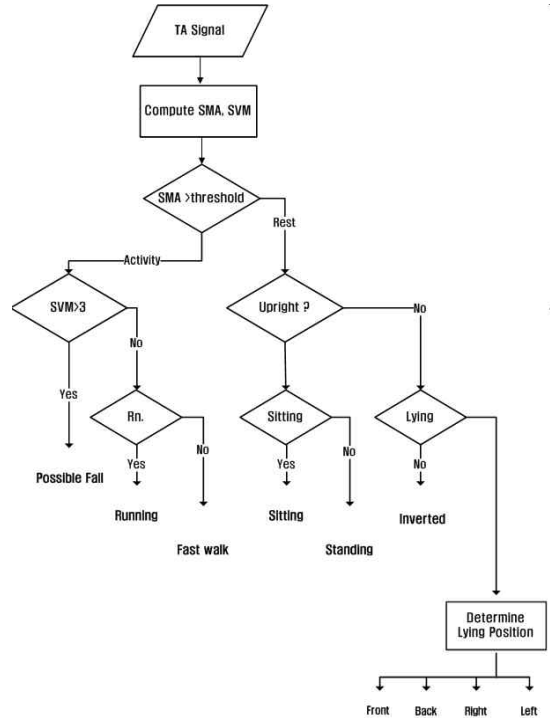 TA Signal
Compute SMA, SVM
SMA >threshold
Activity
Rest
SVM>3
Upright ?
No
No
Yes
Rn.
Sitting
Lying
No
Yes
Yes
No
No
Possible Fall
Running
Sitting
Inverted
Fast walk
Standing
Determine
Lying Position
Front
Back
Right
Left